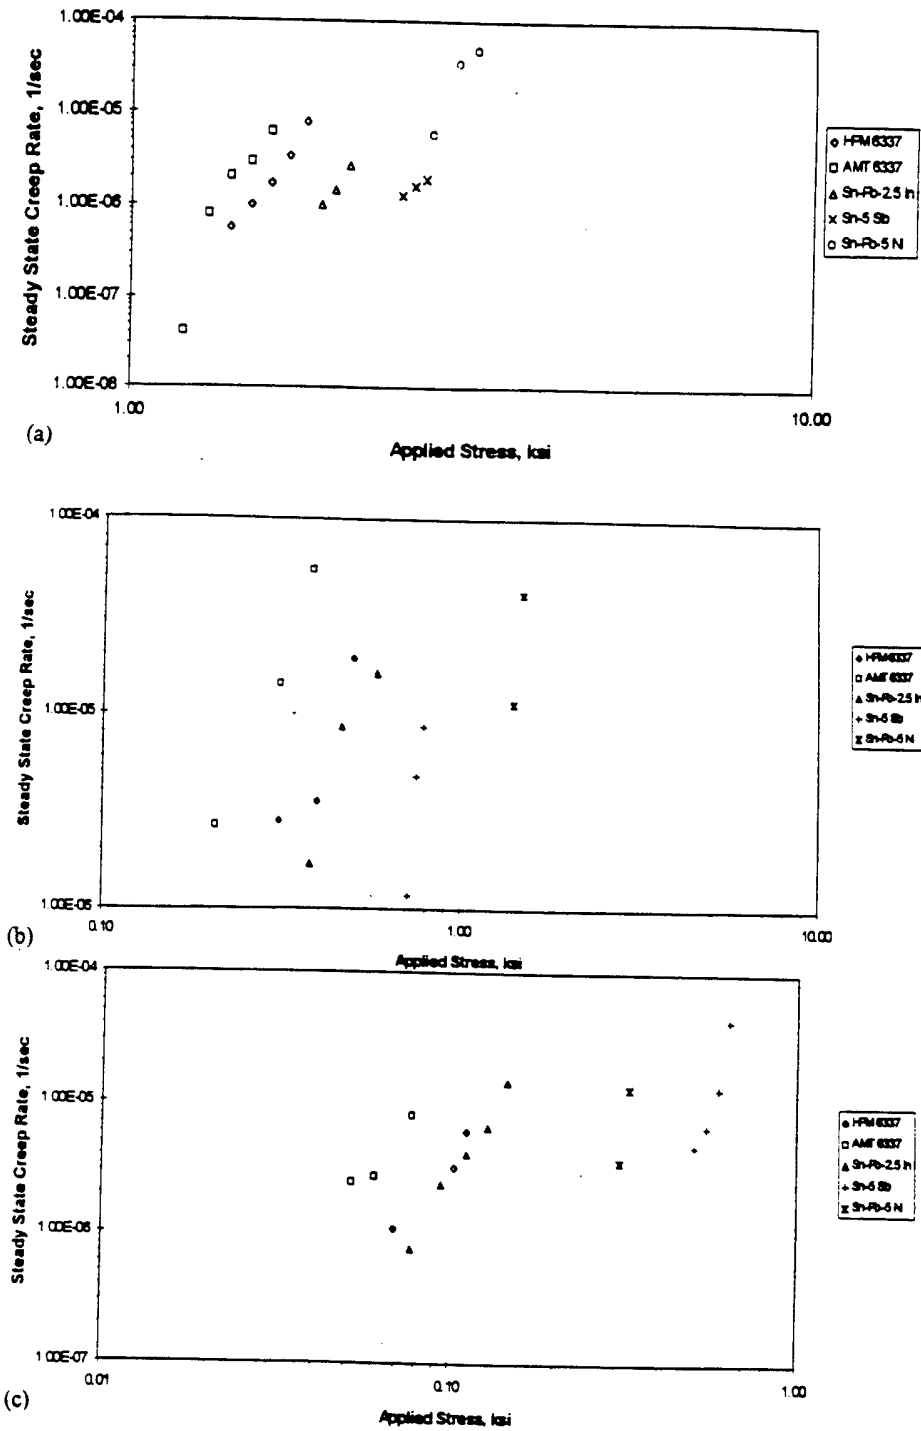 Steady State Creep Rate, 1/sec
1.00E-04
1.00E-05
1.00E-06
1.00E-07
1.00E-08
1.00
10.00
Applied Stress, ksi
HPM 6337
AMT 6337
Sn-Pb-2.5 In
Sn-5 Sb
Sn-Pb-5 N
(a)
Steady State Creep Rate, 1/sec
1.00E-04
1.00E-05
1.00E-06
0.10
1.00
10.00
Applied Stress, ksi
HPM 6337
AMT 6337
Sn-Pb-2.5 In
Sn-5 Sb
Sn-Pb-5 N
(b)
Steady State Creep Rate, 1/sec
1.00E-04
1.00E-05
1.00E-06
1.00E-07
0.01
0.10
1.00
Applied Stress, ksi
HPM 6337
AMT 6337
Sn-Pb-2.5 In
Sn-5 Sb
Sn-Pb-5 N
(c)